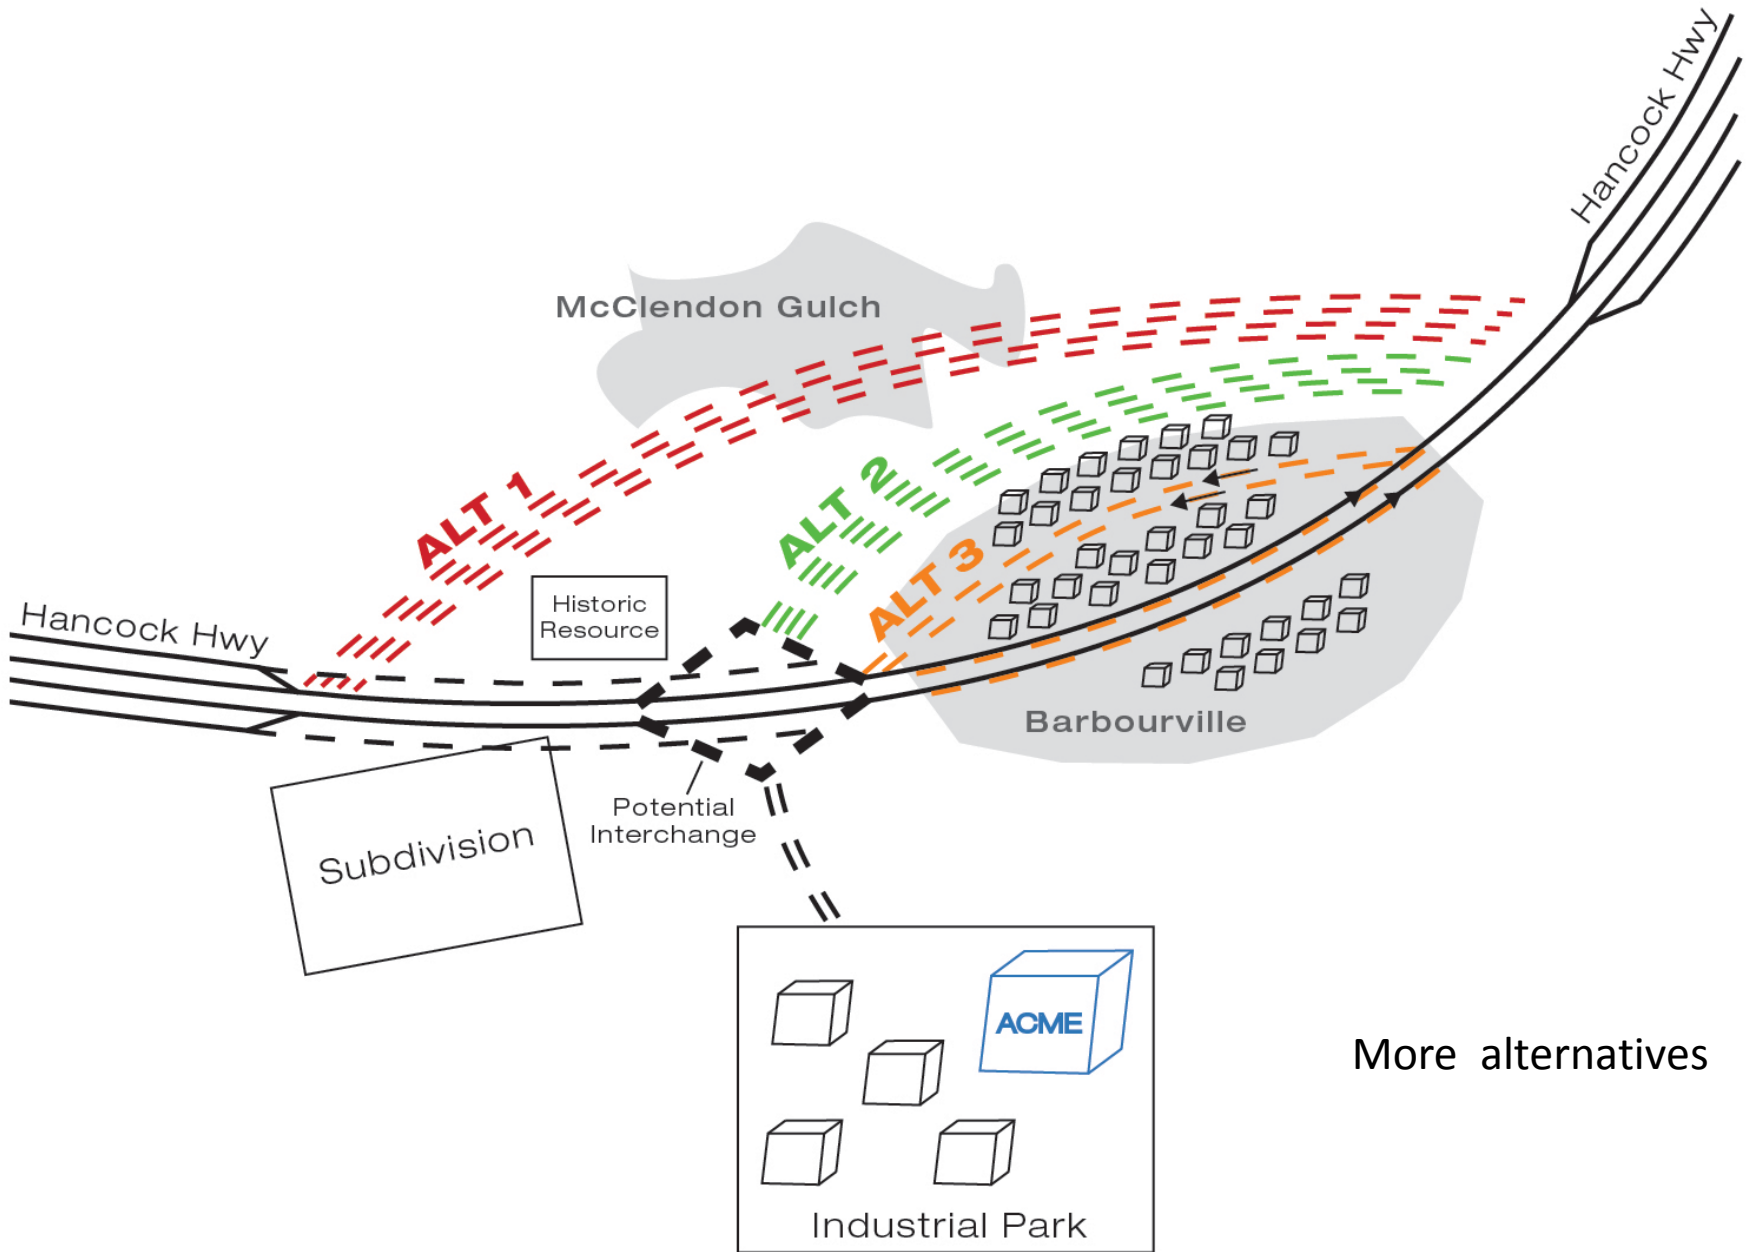 Hancock Hwy
McClendon Gulch
ALT 1
ALT 2
ALT 3
Historic
Resource
Hancock Hwy
Barbourville
Potential
Interchange
Subdivision
ACME
More alternatives
Industrial Park